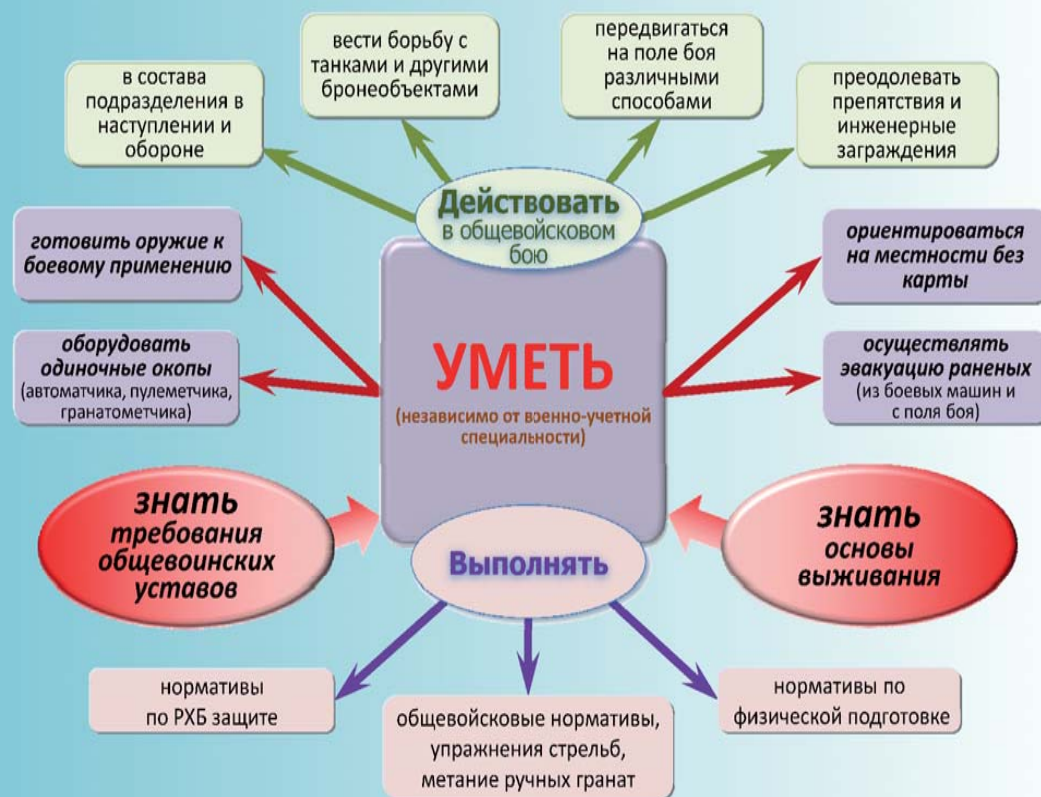 в состава
подразделения в
наступлении и
обороне
вести борьбу с
танками и другими
бронеобъектами
передвигаться
на поле боя
различными
способами
преодолевать
препятствия и
инженерные
заграждения
Действовать
в общевойсковом
бою
готовить оружие к
боевому применению
ориентироваться
на местности без
карты
оборудовать
одиночные окопы
(автоматчика, пулеметчика,
гранатометчика)
УМЕТЬ
(независимо от военно-учетной
специальности)
осуществлять
эвакуацию раненых
(из боевых машин и
с поля боя)
знать
требования
общевоинских
уставов
знать
основы
выживания
Выполнять
нормативы
по РХБ защите
общевойсковые нормативы,
упражнения стрельб,
метание ручных гранат
нормативы по
физической подготовке